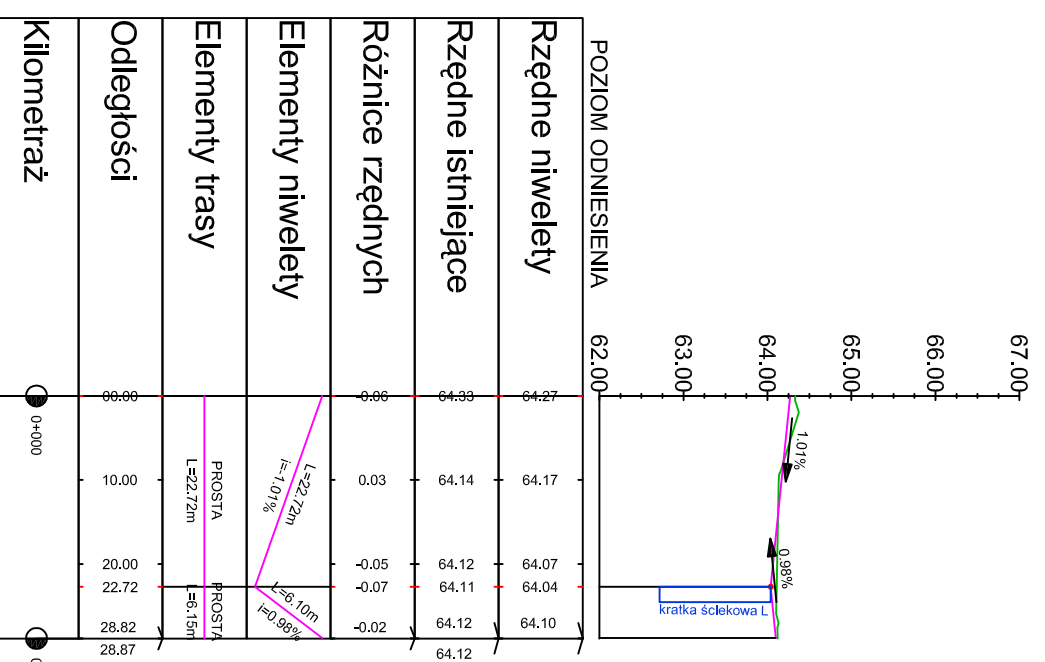 67.00
66.00
65.00
64.00
63.00
62.00
1.01%
0.98%
kratka ściekowa L
POZIOM ODNIESIENIA
Rzędne niwelety
64.27
64.17
64.07
64.04
64.10
Rzędne istniejące
64.33
64.14
64.12
64.11
64.12
64.12
Różnice rzędnych
-0.06
0.03
-0.05
-0.07
-0.02
Elementy niwelety
L=22.72m
i=-1.01%
L=6.10m
i=0.98%
Elementy trasy
PROSTA
L=22.72m
PROSTA
L=6.15m
Odległości
00.00
10.00
20.00
22.72
28.82
28.87
Kilometraż
0+000